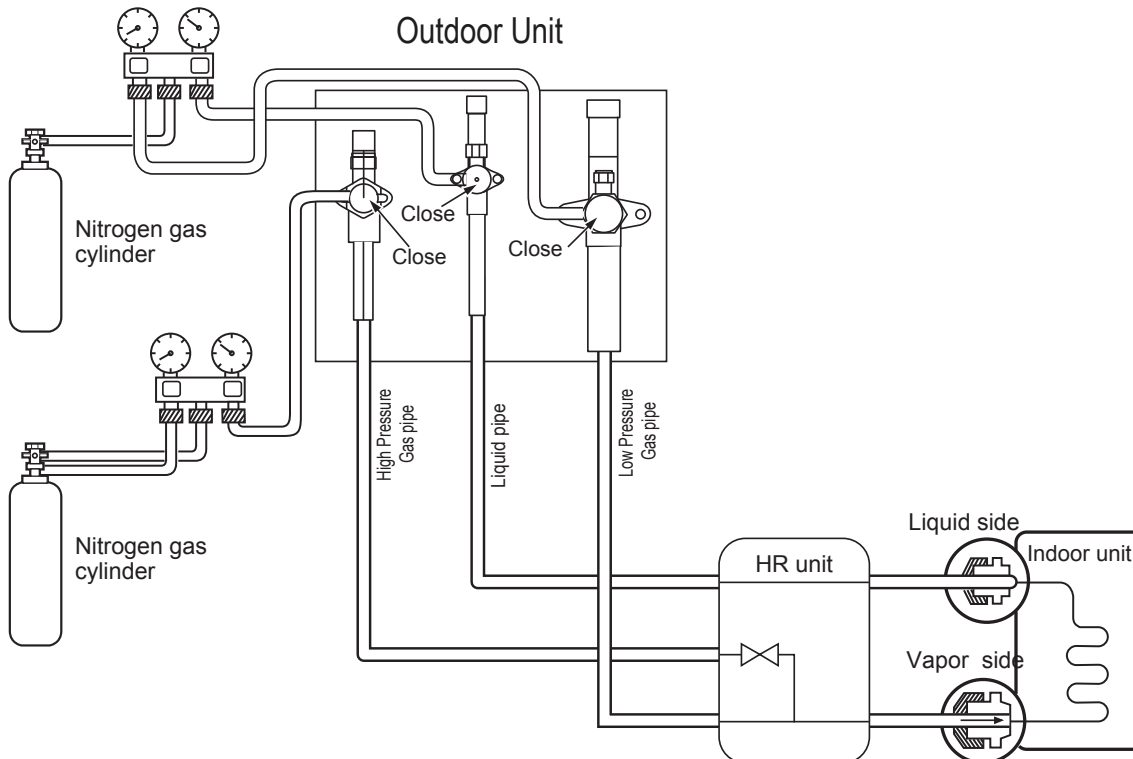 Outdoor Unit
Nitrogen gas
cylinder
Close
Close
Close
High Pressure
Gas pipe
Liquid pipe
Low Pressure
Gas pipe
Nitrogen gas
cylinder
Liquid side
Indoor unit
HR unit
Vapor side